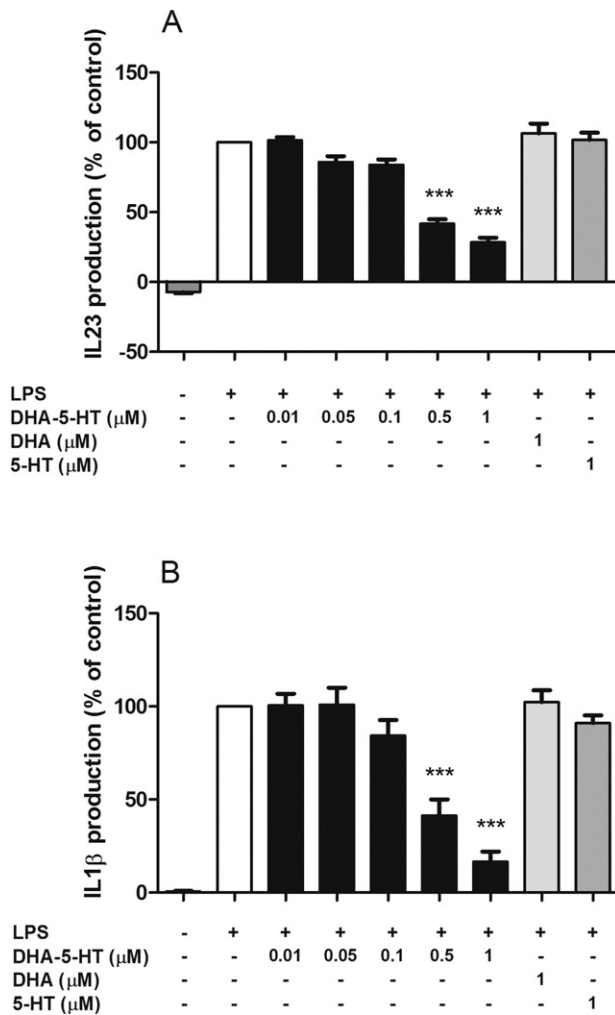 A
IL23 production (% of control)
150
100
50
0
-50
*** ***
LPS - + + + + + + + +
DHA-5-HT (μM) - - 0.01 0.05 0.1 0.5 1 - -
DHA (μM) - - - - - - - 1 -
5-HT (μM) - - - - - - - - 1
B
IL1β production (% of control)
150
100
50
0
*** ***
LPS - + + + + + + + +
DHA-5-HT (μM) - - 0.01 0.05 0.1 0.5 1 - -
DHA (μM) - - - - - - - 1 -
5-HT (μM) - - - - - - - - 1